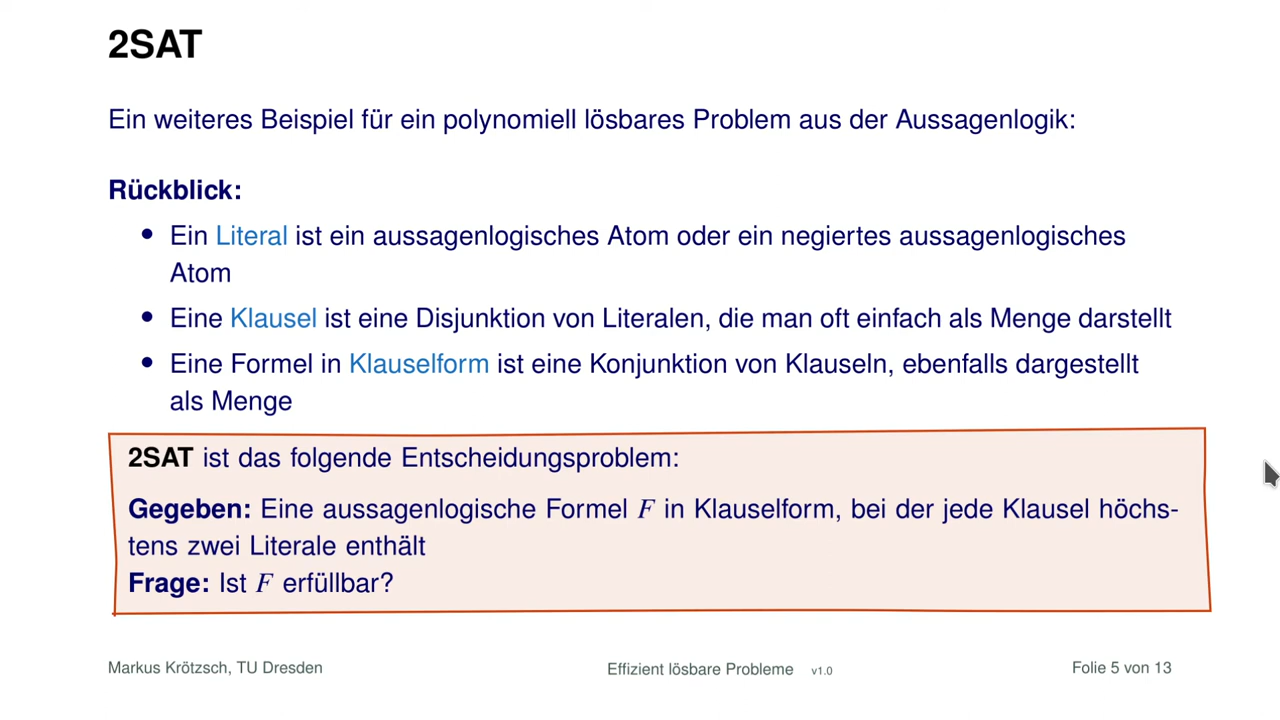 2SAT
Ein weiteres Beispiel für ein polynomiell lösbares Problem aus der Aussagenlogik:
Rückblick:
• Ein Literal ist ein aussagenlogisches Atom oder ein negiertes aussagenlogisches
Atom
• Eine Klausel ist eine Disjunktion von Literalen, die man oft einfach als Menge darstellt
• Eine Formel in Klauselform ist eine Konjunktion von Klauseln, ebenfalls dargestellt
als Menge
2SAT ist das folgende Entscheidungsproblem:
Gegeben: Eine aussagenlogische Formel F in Klauselform, bei der jede Klausel höchs-
tens zwei Literale enthält
Frage: Ist F erfüllbar?
Markus Krötzsch, TU Dresden
Effizient lösbare Probleme v1.0
Folie 5 von 13